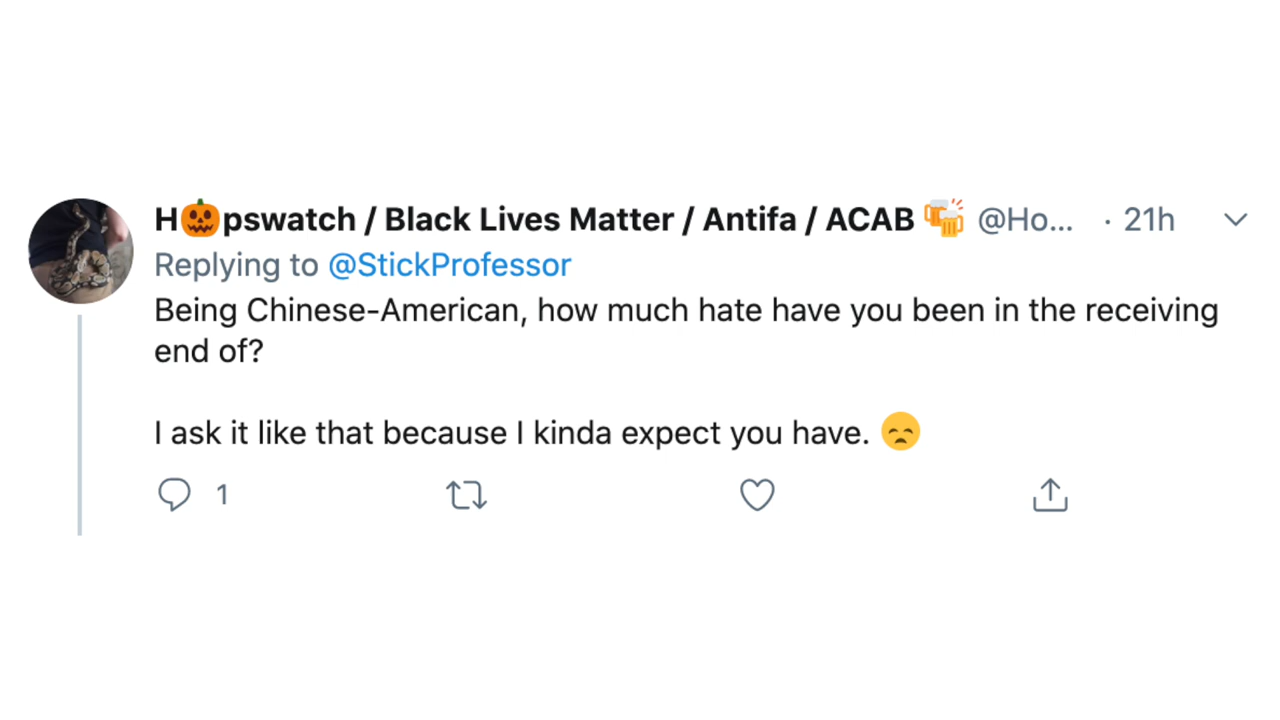 H🎃pswatch / Black Lives Matter / Antifa / ACAB 🍻 @Ho... · 21h
Replying to @StickProfessor
Being Chinese-American, how much hate have you been in the receiving
end of?
I ask it like that because I kinda expect you have. 😞
1